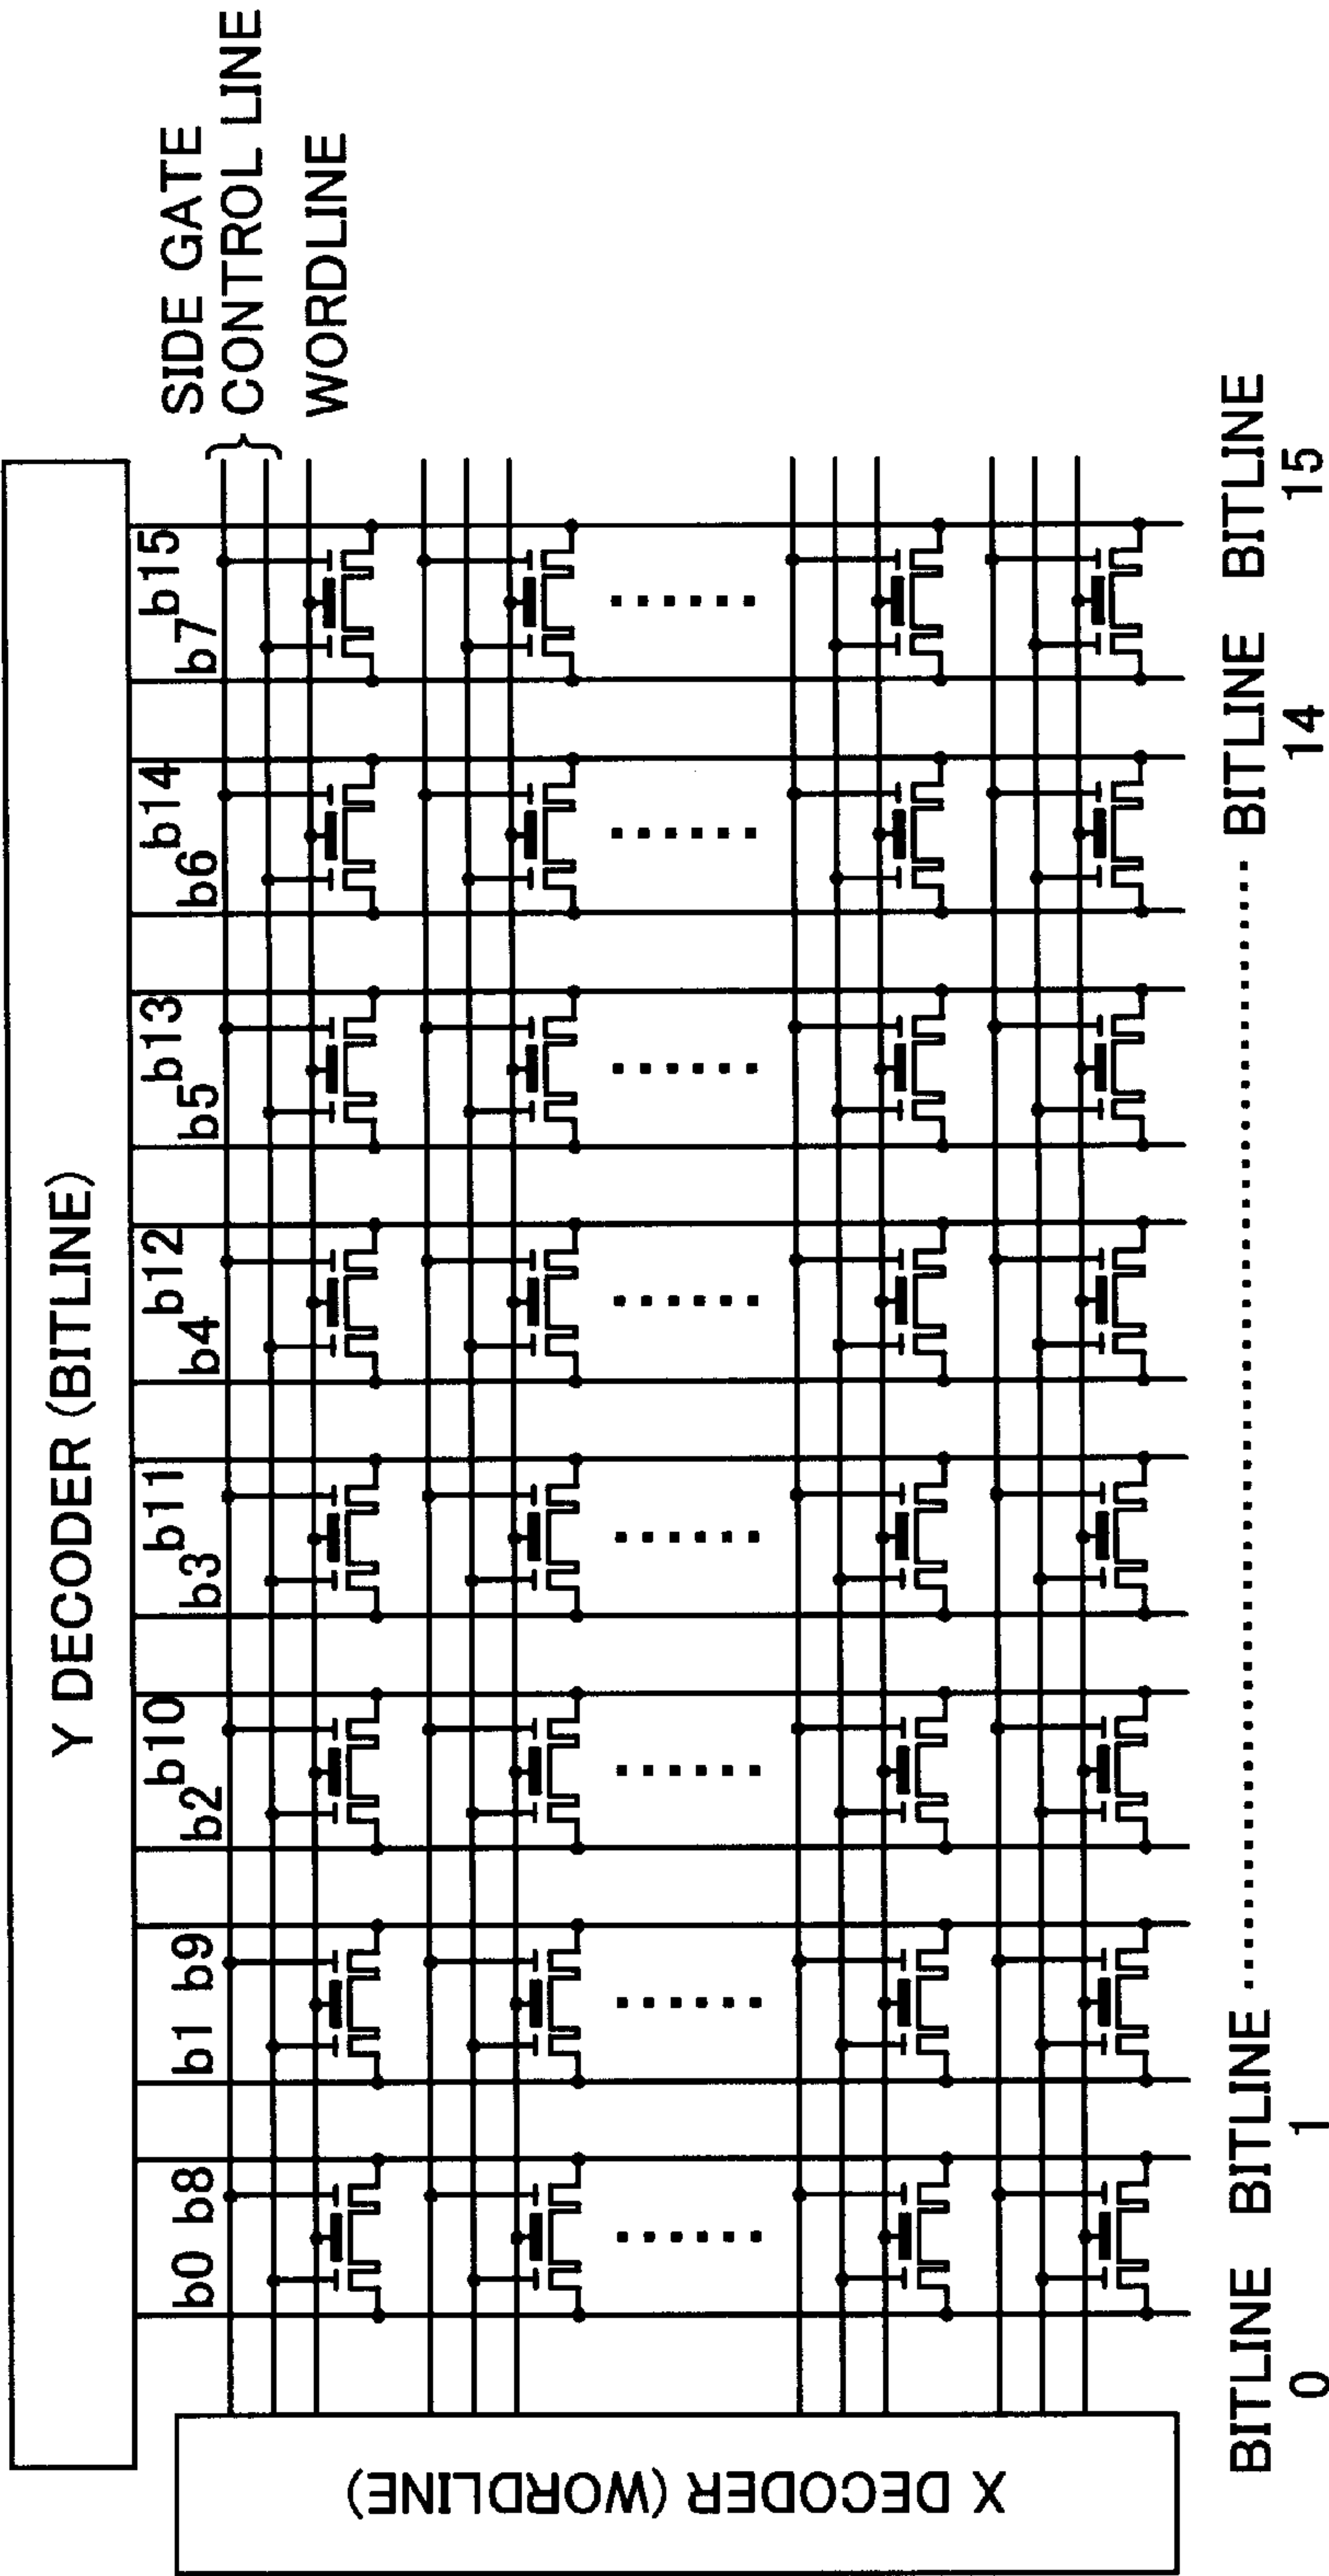 Y DECODER (BITLINE)
SIDE GATE
CONTROL LINE
WORDLINE
b0 b8 b1 b9 b2 b10 b3 b11 b4 b12 b5 b13 b6 b14 b7 b15
X DECODER (WORDLINE)
BITLINE BITLINE BITLINE BITLINE
0 1 14 15